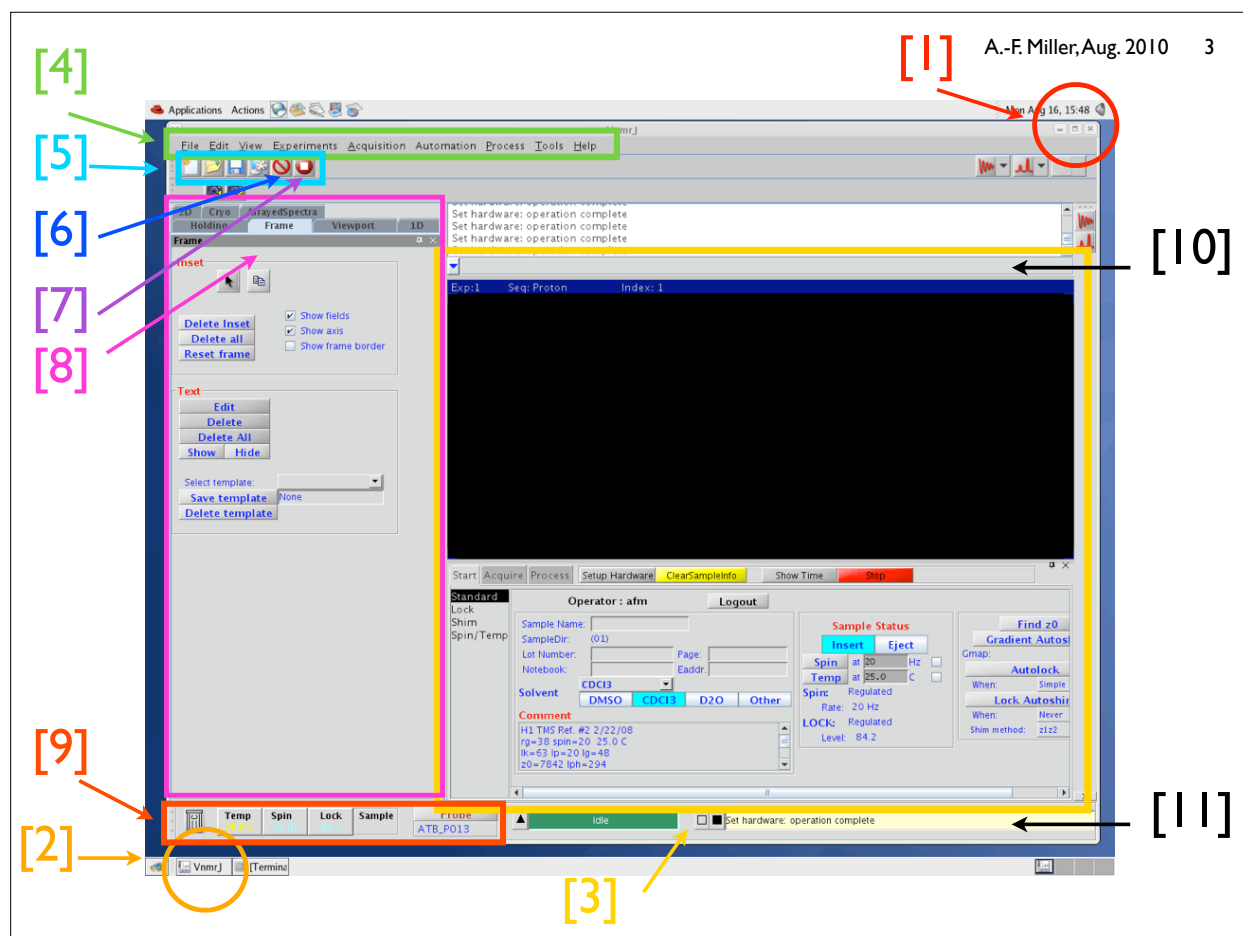 A.-F. Miller, Aug. 2010 3
[1]
[4]
Applications Actions
Mon Aug 16, 15:48
VnmrJ
File Edit View Experiments Acquisition Automation Process Tools Help
[5]
2D Cryo ArrayedSpectra
Holding Frame Viewport 1D
Frame
Set hardware: operation complete
Set hardware: operation complete
Set hardware: operation complete
[6]
[10]
Inset
Exp:1 Seq: Proton Index: 1
[7]
Delete Inset
Delete all
Reset frame
Show fields
Show axis
Show frame border
[8]
Text
Edit
Delete
Delete All
Show Hide
Select template:
Save template None
Delete template
Start Acquire Process Setup Hardware ClearSampleInfo Show Time Stop
Standard
Lock
Shim
Spin/Temp
Operator : afm Logout
Sample Name:
SampleDir: (01)
Lot Number: Page:
Notebook: Eaddr:
CDCl3
Solvent DMSO CDCl3 D2O Other
Comment
H1 TMS Ref. #2 2/22/08
rg=38 spin=20 25.0 C
lk=63 lp=20 lg=48
z0=7842 lph=294
Sample Status
Insert Eject
Spin at 20 Hz
Temp at 25.0 C
Spin: Regulated
Rate: 20 Hz
LOCK: Regulated
Level: 84.2
Find z0
Gradient Autosh
Gmap:
Autolock
When: Simple
Lock Autoshim
When: Never
Shim method: z1z2
[9]
Temp Spin Lock Sample Probe
ATB_P013
Idle
Set hardware: operation complete
[11]
[2]
VnmrJ [Termina
[3]